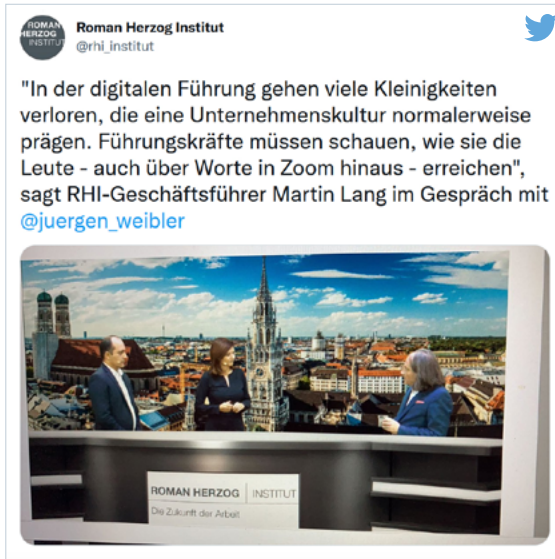 ROMAN
HERZOG
INSTITUT
Roman Herzog Institut
@rhi_institut
"In der digitalen Führung gehen viele Kleinigkeiten
verloren, die eine Unternehmenskultur normalerweise
prägen. Führungskräfte müssen schauen, wie sie die
Leute - auch über Worte in Zoom hinaus - erreichen",
sagt RHI-Geschäftsführer Martin Lang im Gespräch mit
@juergen_weibler
ROMAN HERZOG | INSTITUT
Die Zukunft der Arbeit